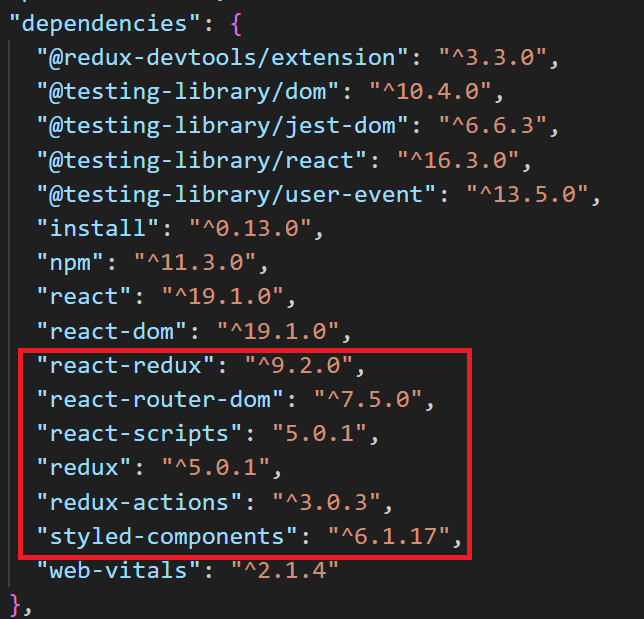 "dependencies": {
"@redux-devtools/extension": "^3.3.0",
"@testing-library/dom": "^10.4.0",
"@testing-library/jest-dom": "^6.6.3",
"@testing-library/react": "^16.3.0",
"@testing-library/user-event": "^13.5.0",
"install": "^0.13.0",
"npm": "^11.3.0",
"react": "^19.1.0",
"react-dom": "^19.1.0",
"react-redux": "^9.2.0",
"react-router-dom": "^7.5.0",
"react-scripts": "5.0.1",
"redux": "^5.0.1",
"redux-actions": "^3.0.3",
"styled-components": "^6.1.17",
"web-vitals": "^2.1.4"
},